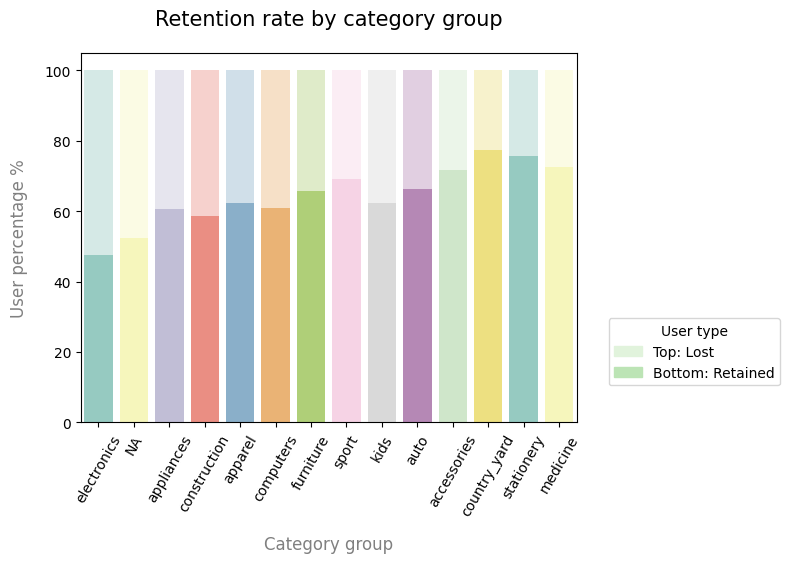 Retention rate by category group
User percentage %
100
80
60
40
20
0
electronics
NA
appliances
construction
apparel
computers
furniture
sport
kids
auto
accessories
country_yard
stationery
medicine
Category group
User type
Top: Lost
Bottom: Retained